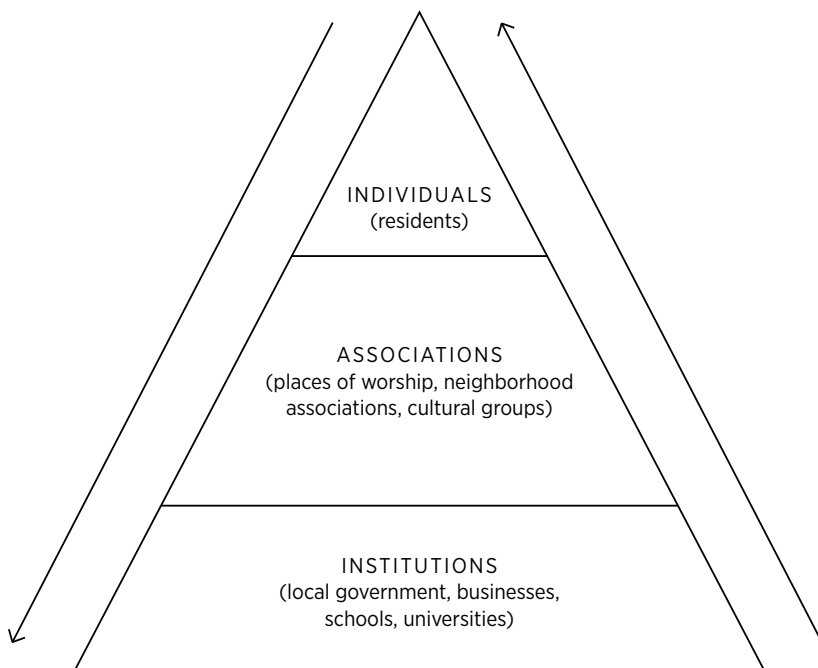 INDIVIDUALS
(residents)
ASSOCIATIONS
(places of worship, neighborhood
associations, cultural groups)
INSTITUTIONS
(local government, businesses,
schools, universities)